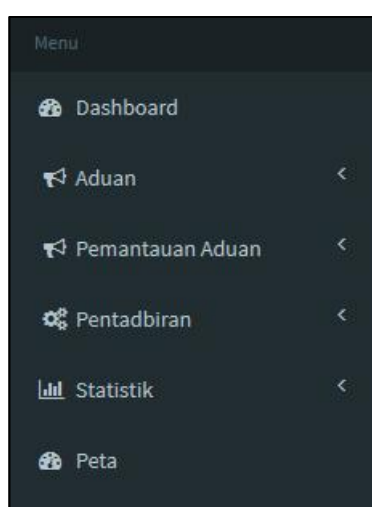 Menu
Dashboard
Aduan
Pemantauan Aduan
Pentadbiran
Statistik
Peta